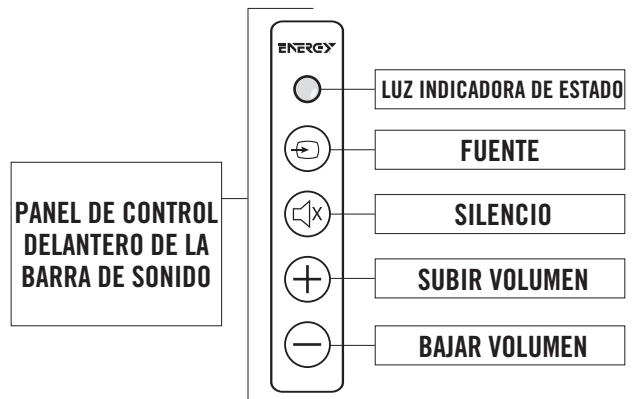 ENERGY
LUZ INDICADORA DE ESTADO
FUENTE
SILENCIO
SUBIR VOLUMEN
BAJAR VOLUMEN
PANEL DE CONTROL
DELANTERO DE LA
BARRA DE SONIDO